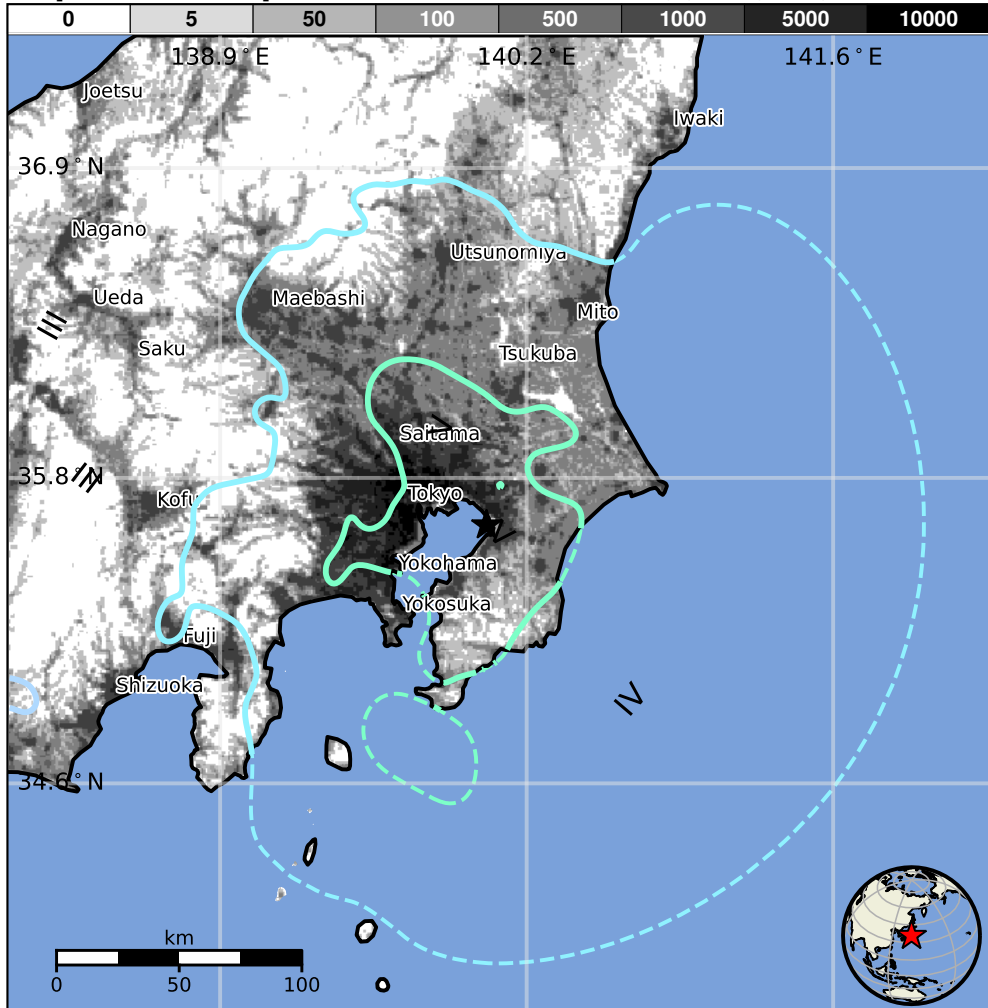 0 5 50 100 500 1000 5000 10000
138.9°E 140.2°E 141.6°E
Joetsu
Iwaki
36.9°N
Nagano
Utsunomiya
Ueda
Maebashi
Mito
III
Saku
Tsukuba
V
Saitama
35.8°N
III
Kofu
Tokyo
V
Yokohama
Yokosuka
Fuji
Shizuoka
IV
34.6°N
km
0 50 100